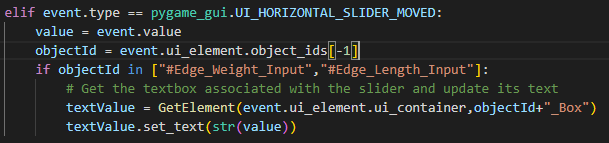 elif event.type == pygame_gui.UI_HORIZONTAL_SLIDER_MOVED:
    value = event.value
    objectId = event.ui_element.object_ids[-1]
    if objectId in ["#Edge_Weight_Input","#Edge_Length_Input"]:
        # Get the textbox associated with the slider and update its text
        textValue = GetElement(event.ui_element.ui_container,objectId+"_Box")
        textValue.set_text(str(value))